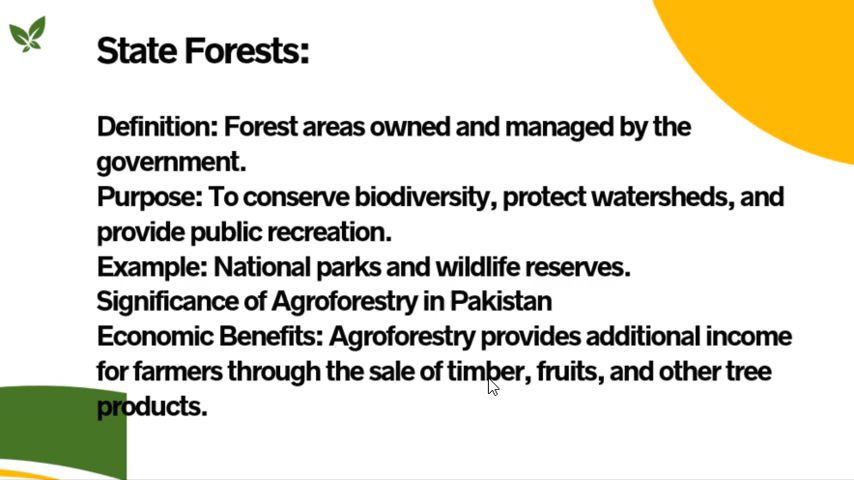 State Forests:
Definition: Forest areas owned and managed by the
government.
Purpose: To conserve biodiversity, protect watersheds, and
provide public recreation.
Example: National parks and wildlife reserves.
Significance of Agroforestry in Pakistan
Economic Benefits: Agroforestry provides additional income
for farmers through the sale of timber, fruits, and other tree
products.